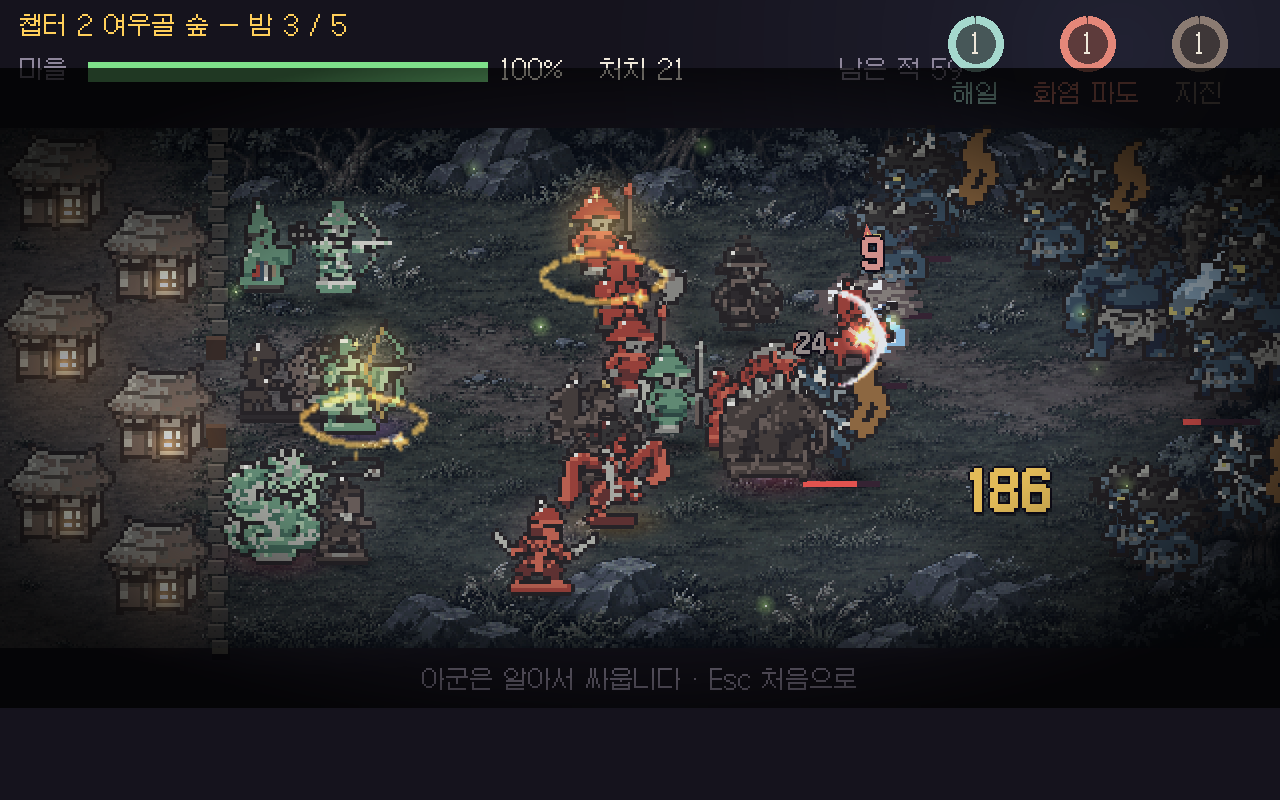 챕터 2 여우골 숲 – 밤 3 / 5
마을 100% 처치 21 남은 적 59
1 1 1
해일 화염 파도 지진
9
24
186
아군은 알아서 싸웁니다 · Esc 처음으로